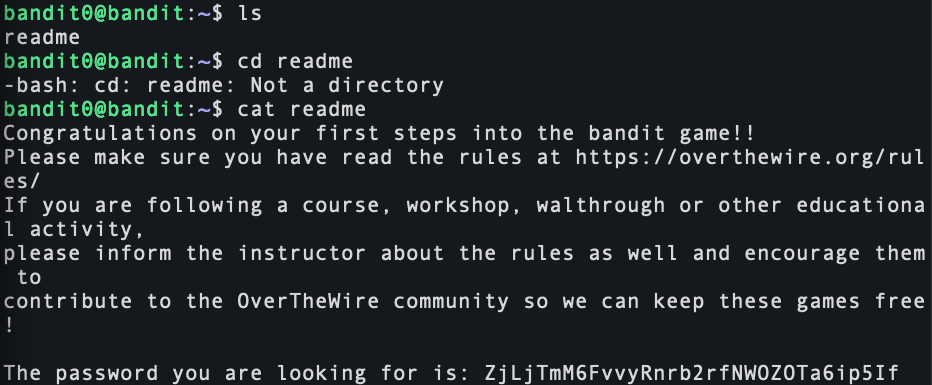 bandit0@bandit:~$ ls
readme
bandit0@bandit:~$ cd readme
-bash: cd: readme: Not a directory
bandit0@bandit:~$ cat readme
Congratulations on your first steps into the bandit game!!
Please make sure you have read the rules at https://overthewire.org/rul
es/
If you are following a course, workshop, walthrough or other educationa
l activity,
please inform the instructor about the rules as well and encourage them
 to
contribute to the OverTheWire community so we can keep these games free
!
The password you are looking for is: ZjLjTmM6FvvyRnrb2rfNWOZOTa6ip5If